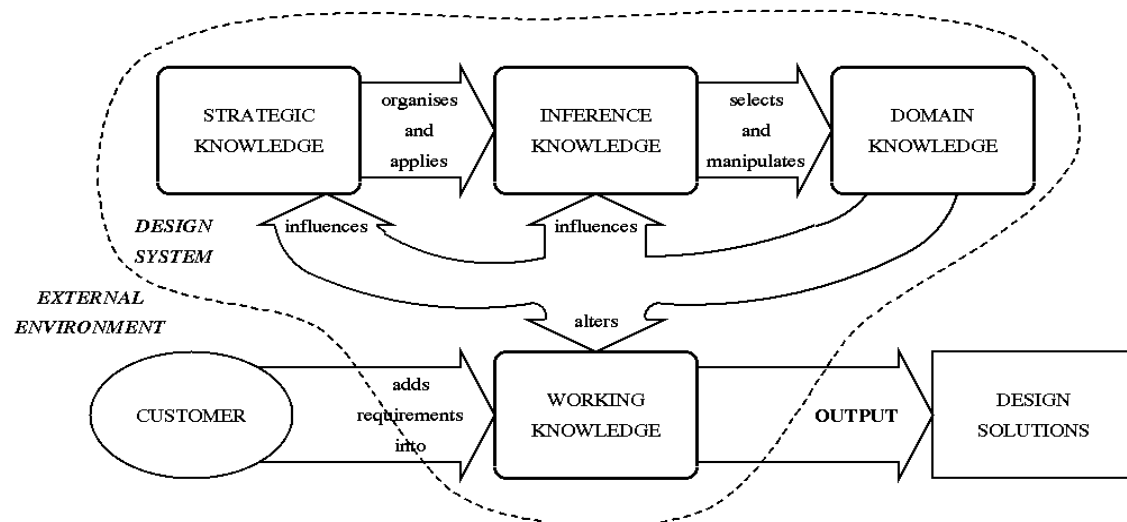 STRATEGIC
KNOWLEDGE
organises
and
applies
INFERENCE
KNOWLEDGE
selects
and
manipulates
DOMAIN
KNOWLEDGE
DESIGN
SYSTEM
influences
influences
EXTERNAL
ENVIRONMENT
alters
CUSTOMER
adds
requirements
into
WORKING
KNOWLEDGE
OUTPUT
DESIGN
SOLUTIONS